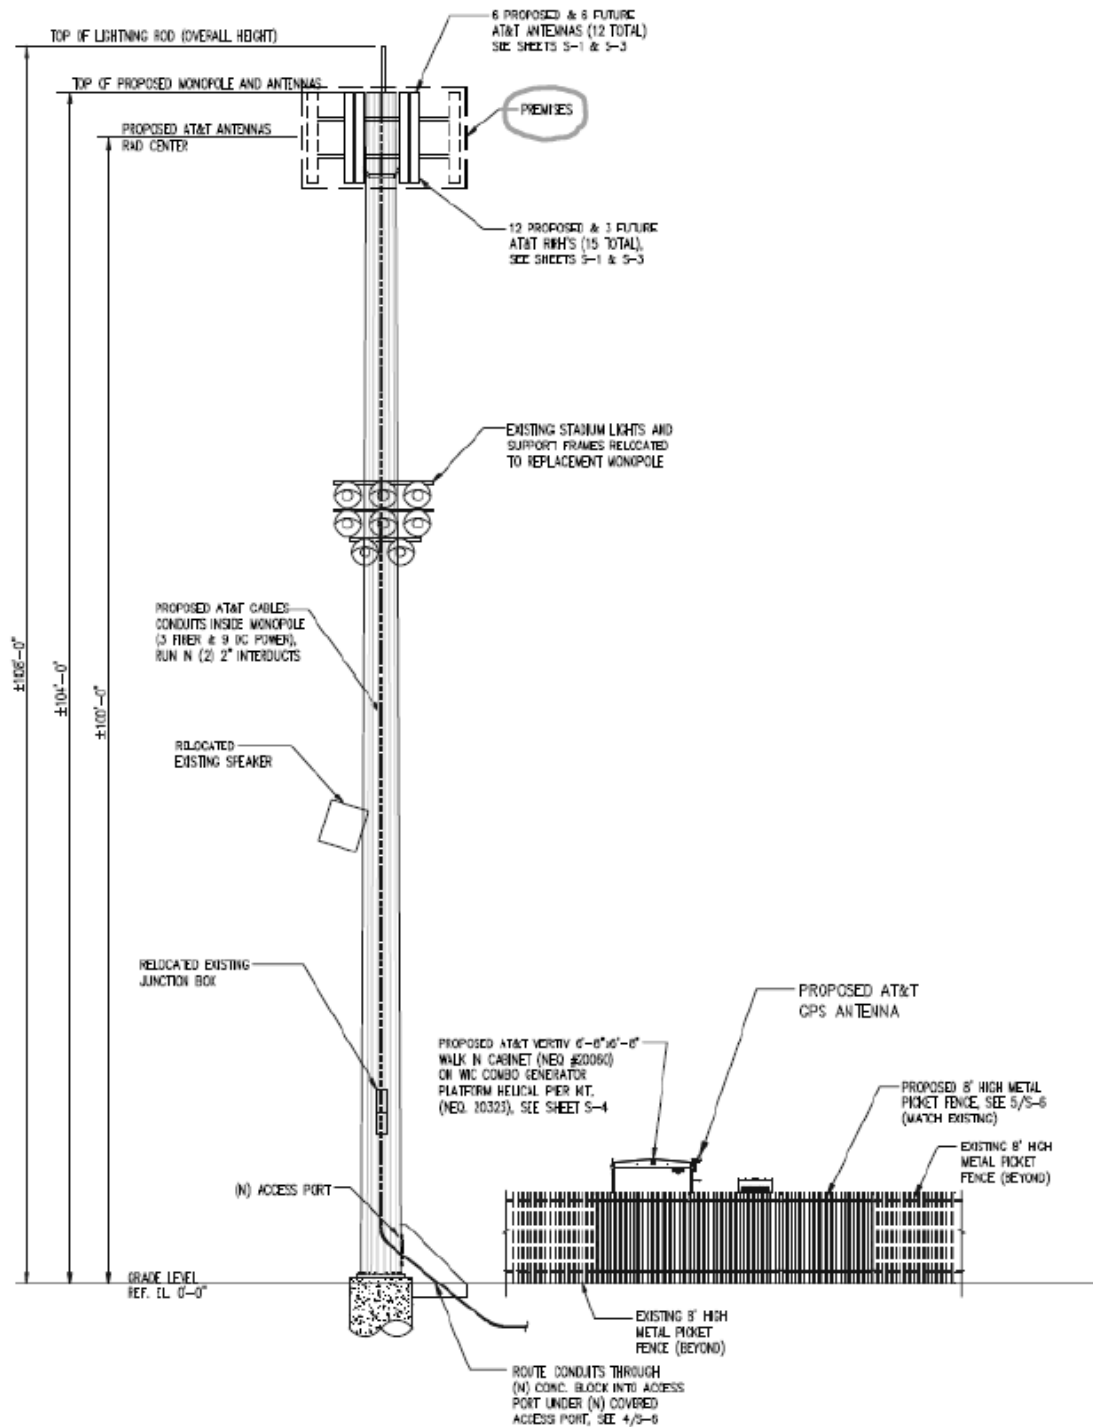 6 PROPOSED & 6 FUTURE
AT&T ANTENNAS (12 TOTAL)
SEE SHEETS S-1 & S-3
TOP OF LIGHTNING ROD (OVERALL HEIGHT)
TOP OF PROPOSED MONOPOLE AND ANTENNAS
PREMISES
PROPOSED AT&T ANTENNAS
RAD CENTER
12 PROPOSED & 3 FUTURE
AT&T RRH'S (15 TOTAL),
SEE SHEETS S-1 & S-3
EXISTING STADIUM LIGHTS AND
SUPPORT FRAMES RELOCATED
TO REPLACEMENT MONOPOLE
PROPOSED AT&T CABLES
CONDUITS INSIDE MONOPOLE
(3 FIBER & 9 DC POWER),
RUN IN (2) 2" INTERDUCTS
±108'-0"
±104'-0"
±100'-0"
RELOCATED
EXISTING SPEAKER
RELOCATED EXISTING
JUNCTION BOX
PROPOSED AT&T
GPS ANTENNA
PROPOSED AT&T VERTIV 6'-8"x6'-8"
WALK IN CABINET (NEQ #20060)
ON WIC COMBO GENERATOR
PLATFORM HELICAL PIER KIT.
(NEQ. 20323), SEE SHEET S-4
PROPOSED 8' HIGH METAL
PICKET FENCE, SEE 5/S-6
(MATCH EXISTING)
EXISTING 8' HIGH
METAL PICKET
FENCE (BEYOND)
(N) ACCESS PORT
GRADE LEVEL
REF. EL. 0'-0"
EXISTING 8' HIGH
METAL PICKET
FENCE (BEYOND)
ROUTE CONDUITS THROUGH
(N) CONC. BLOCK INTO ACCESS
PORT UNDER (N) COVERED
ACCESS PORT, SEE 4/S-6